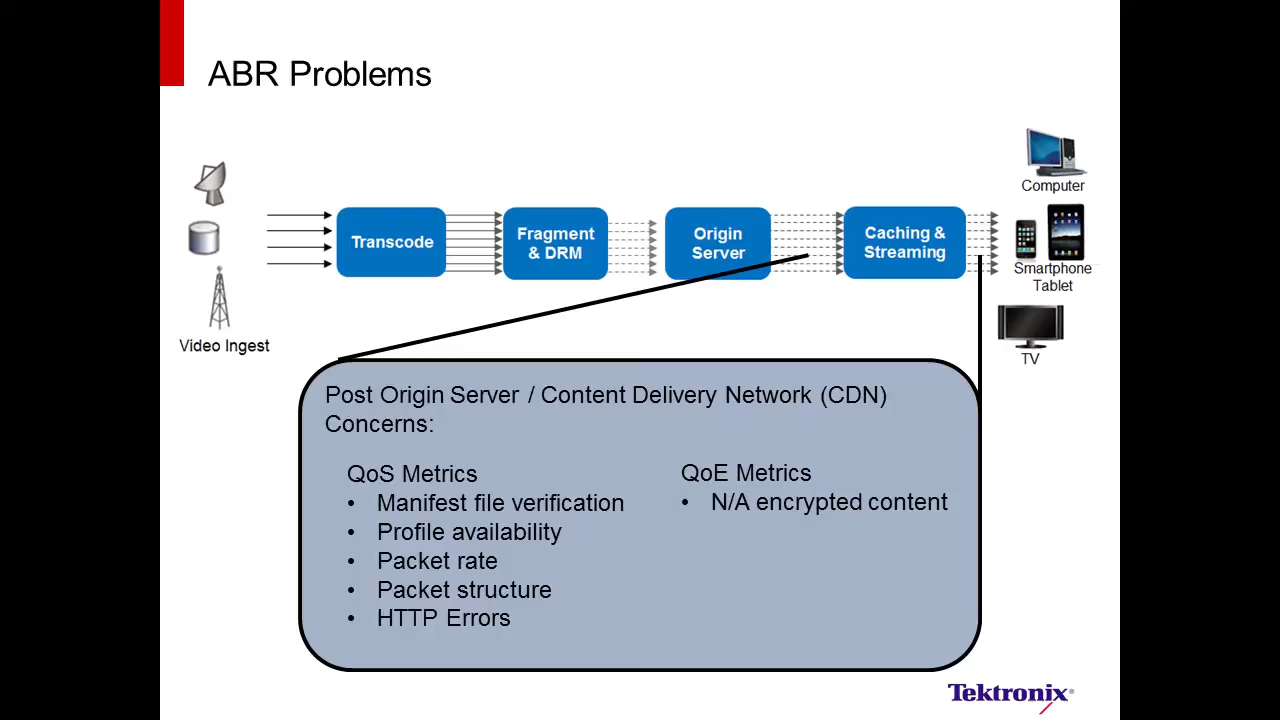 ABR Problems
Computer
Transcode
Fragment
& DRM
Origin
Server
Caching &
Streaming
Smartphone
Tablet
Video Ingest
TV
Post Origin Server / Content Delivery Network (CDN)
Concerns:
QoS Metrics
• Manifest file verification
• Profile availability
• Packet rate
• Packet structure
• HTTP Errors
QoE Metrics
• N/A encrypted content
Tektronix®